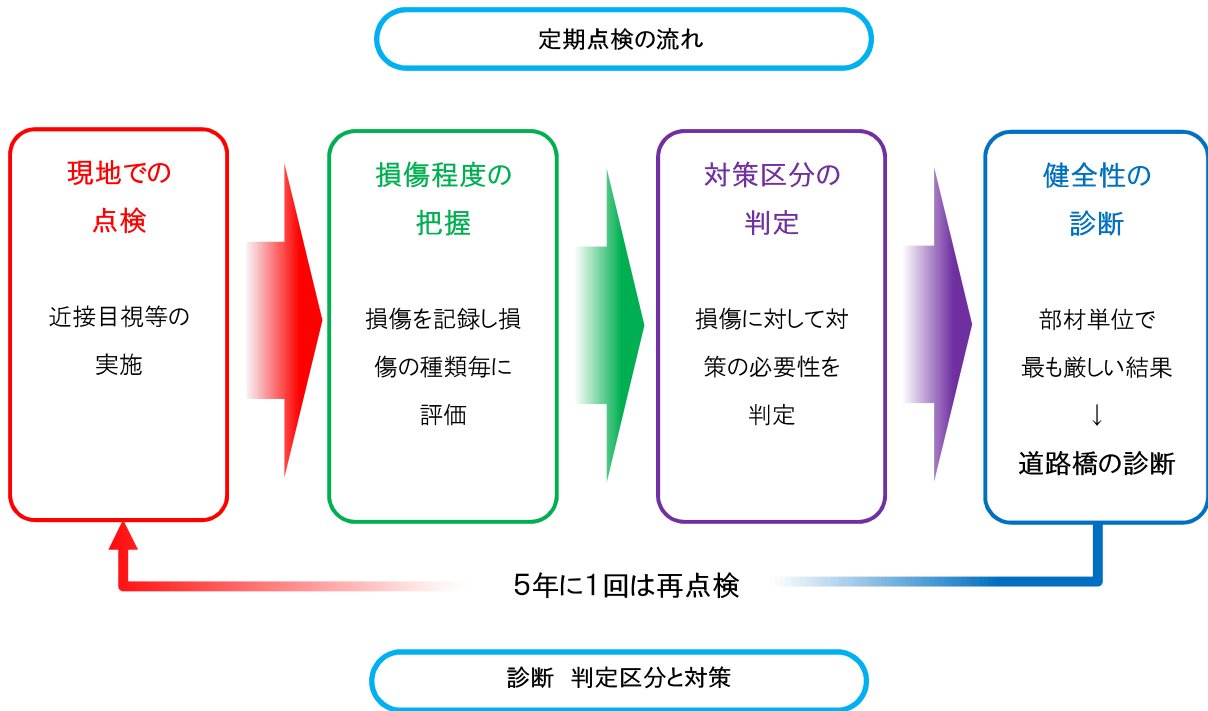 定期点検の流れ
現地での
点検
近接目視等の
実施
損傷程度の
把握
損傷を記録し損
傷の種類毎に
評価
対策区分の
判定
損傷に対して対
策の必要性を
判定
健全性の
診断
部材単位で
最も厳しい結果
↓
道路橋の診断
5年に1回は再点検
診断　判定区分と対策